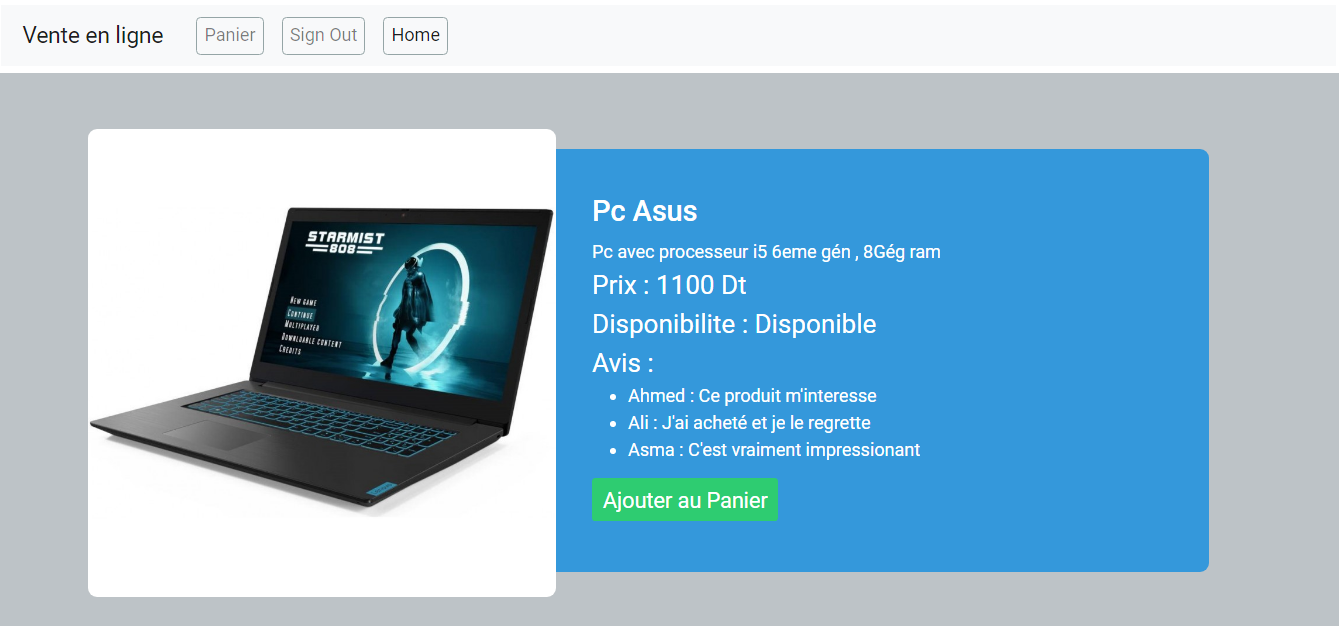 Vente en ligne Panier Sign Out Home
STARMIST
808
New game
Continue
Multiplayer
Downloadable content
Credits
Pc Asus
Pc avec processeur i5 6eme gén , 8Gég ram
Prix : 1100 Dt
Disponibilite : Disponible
Avis :
Ahmed : Ce produit m'interesse
Ali : J'ai acheté et je le regrette
Asma : C'est vraiment impressionant
Ajouter au Panier